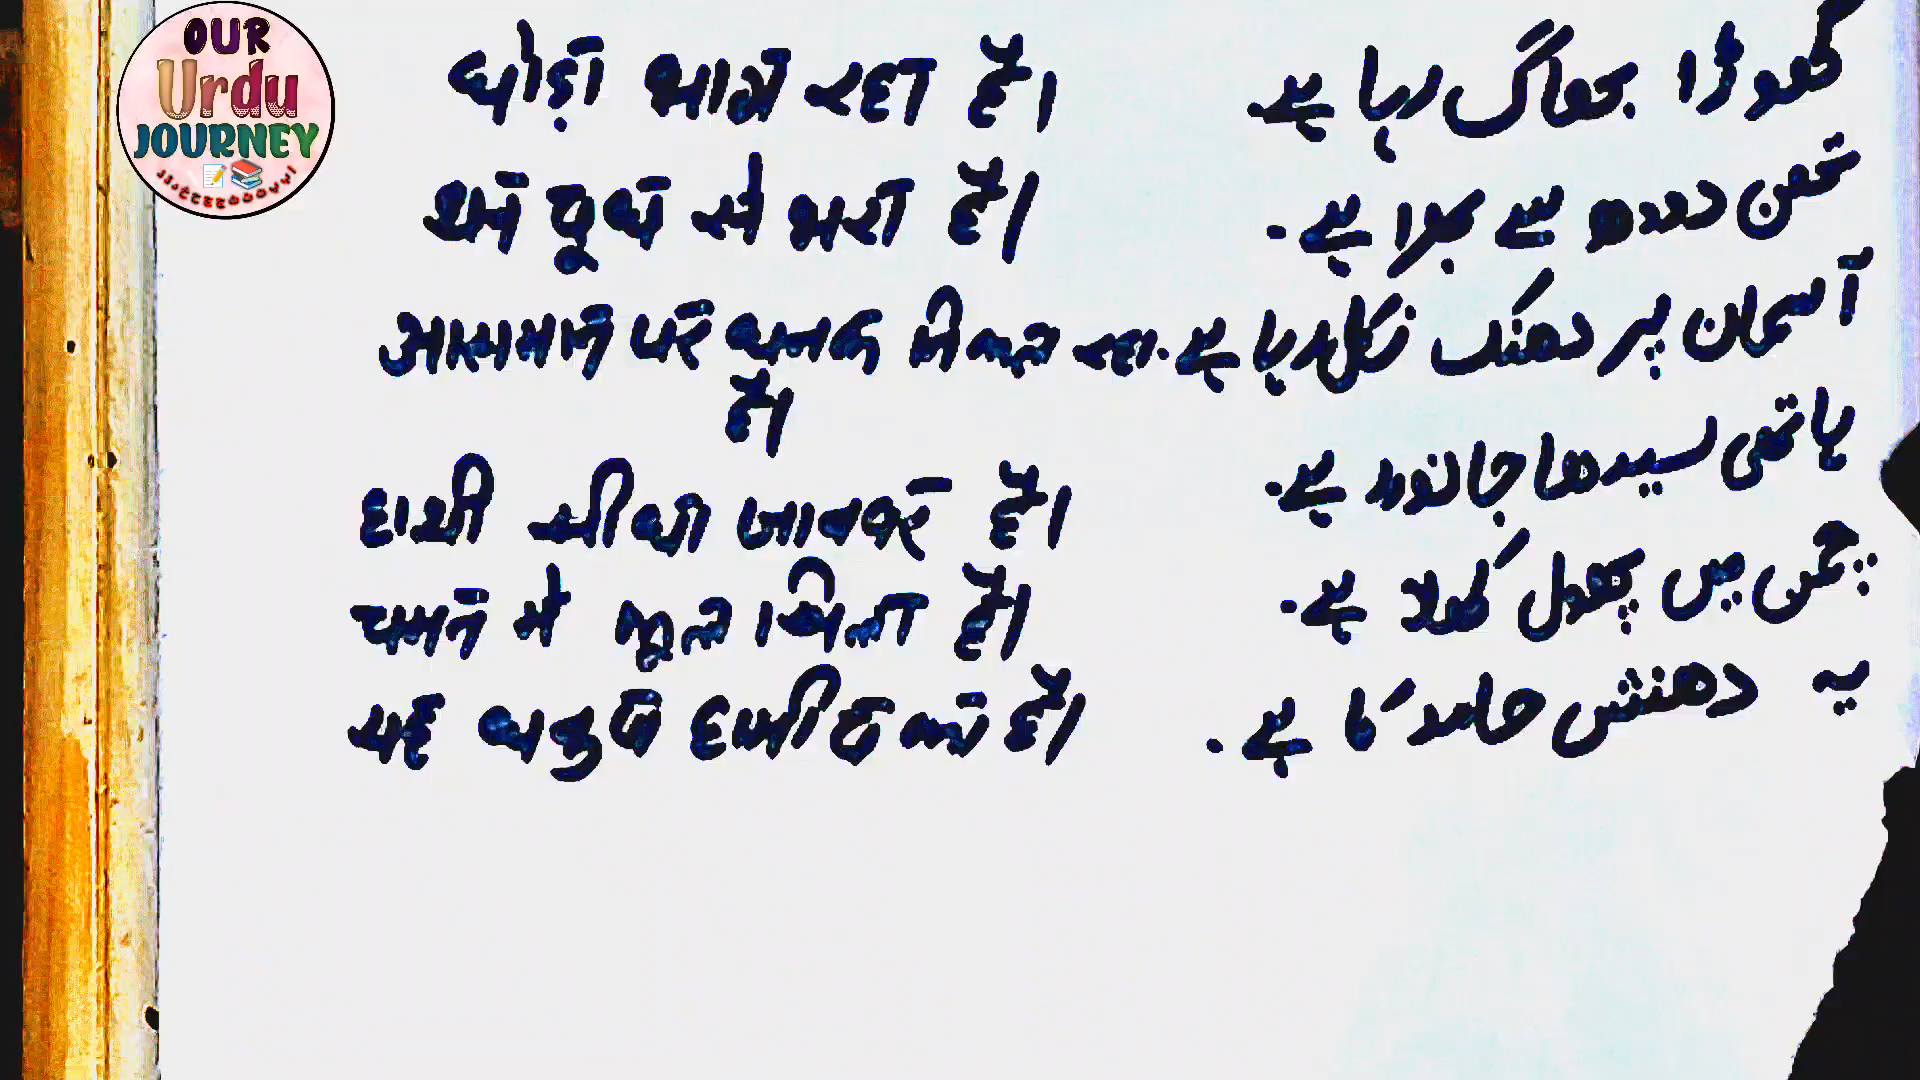 OUR
Urdu
JOURNEY
घोड़ा भाग रहा है। گھوڑا بھاگ رہا ہے
थन दूध से भरा है। تھن دودھ سے بھرا ہے.
आसमान पर धनक निकल रहा آسمان پر دھنک نکل رہا ہے.
है।
हाथी सीधा जानवर है। ہاتھی سیدھا جانور ہے.
चमन में फूल खिला है। چمن میں پھول کھلا ہے.
यह धनुष हामीद का है। یہ دھنش حامد کا ہے.